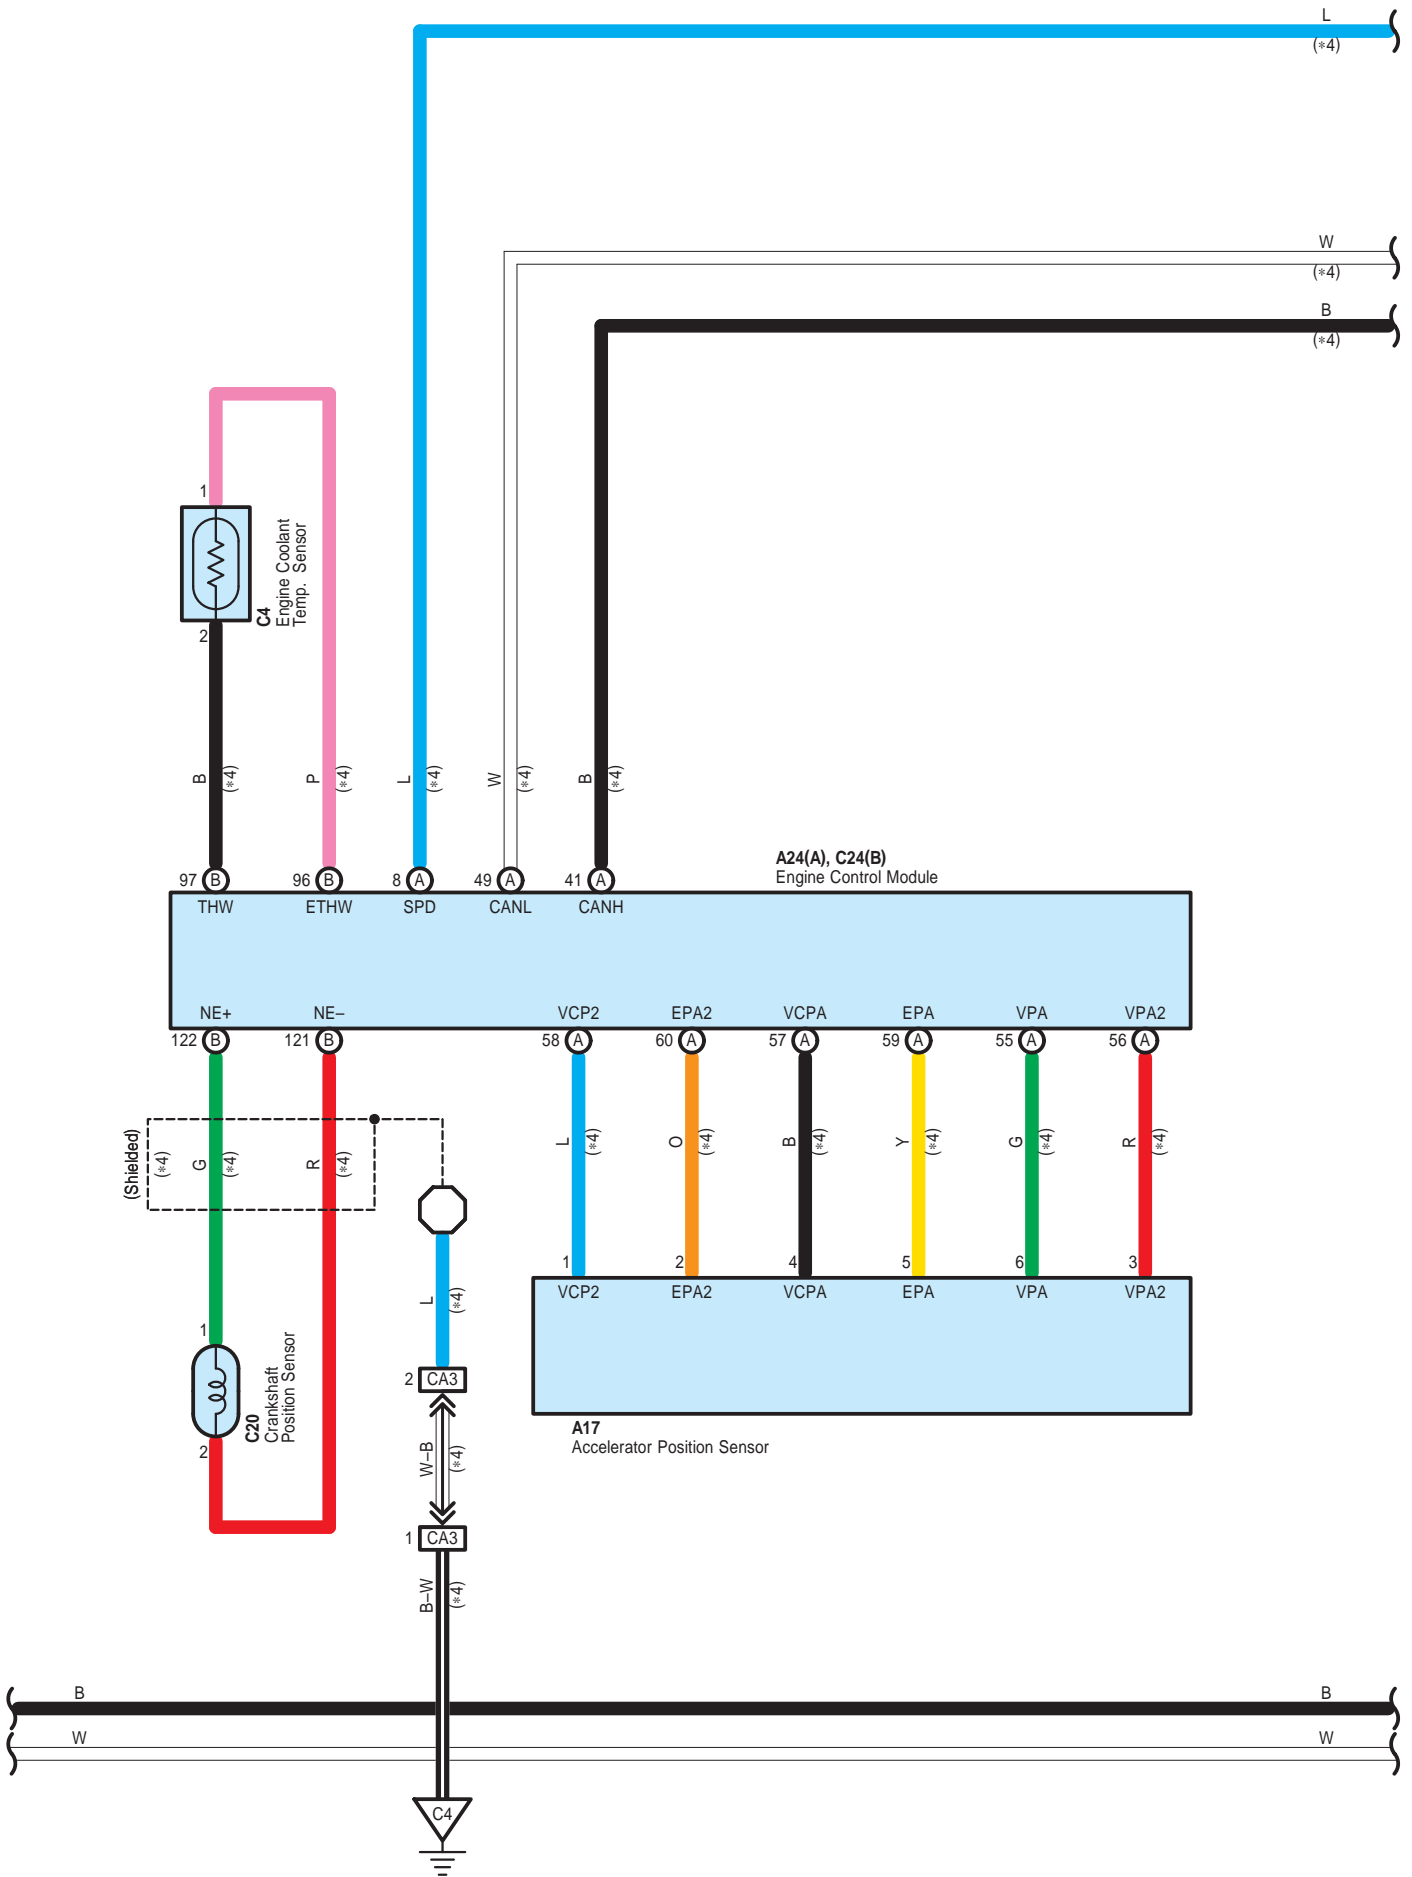 L
(*4)
W
(*4)
B
(*4)
1
C4
Engine Coolant
Temp. Sensor
2
B
(*4)
P
(*4)
L
(*4)
W
(*4)
B
(*4)
A24(A), C24(B)
Engine Control Module
97 B
96 B
8 A
49 A
41 A
THW
ETHW
SPD
CANL
CANH
NE+
NE–
VCP2
EPA2
VCPA
EPA
VPA
VPA2
122 B
121 B
58 A
60 A
57 A
59 A
55 A
56 A
(Shielded)
(*4)
G
(*4)
R
(*4)
L
(*4)
O
(*4)
B
(*4)
Y
(*4)
G
(*4)
R
(*4)
1
2
4
5
6
3
VCP2
EPA2
VCPA
EPA
VPA
VPA2
L
(*4)
1
C20
Crankshaft
Position Sensor
2
2 CA3
A17
Accelerator Position Sensor
W–B
(*4)
1 CA3
B–W
(*4)
B
B
W
W
C4